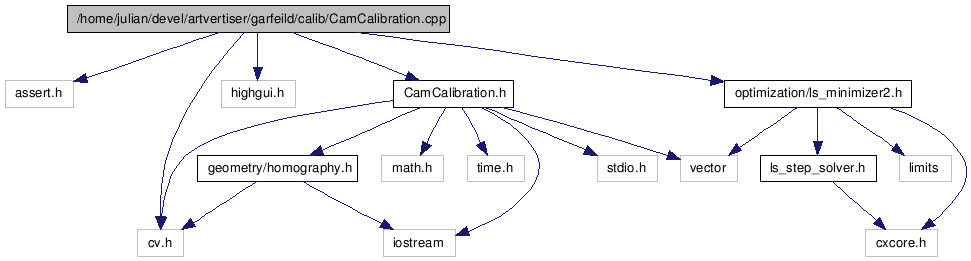 /home/julian/devel/artvertiser/garfeild/calib/CamCalibration.cpp
assert.h
highgui.h
CamCalibration.h
optimization/ls_minimizer2.h
geometry/homography.h
math.h
time.h
stdio.h
vector
ls_step_solver.h
limits
cv.h
iostream
cxcore.h